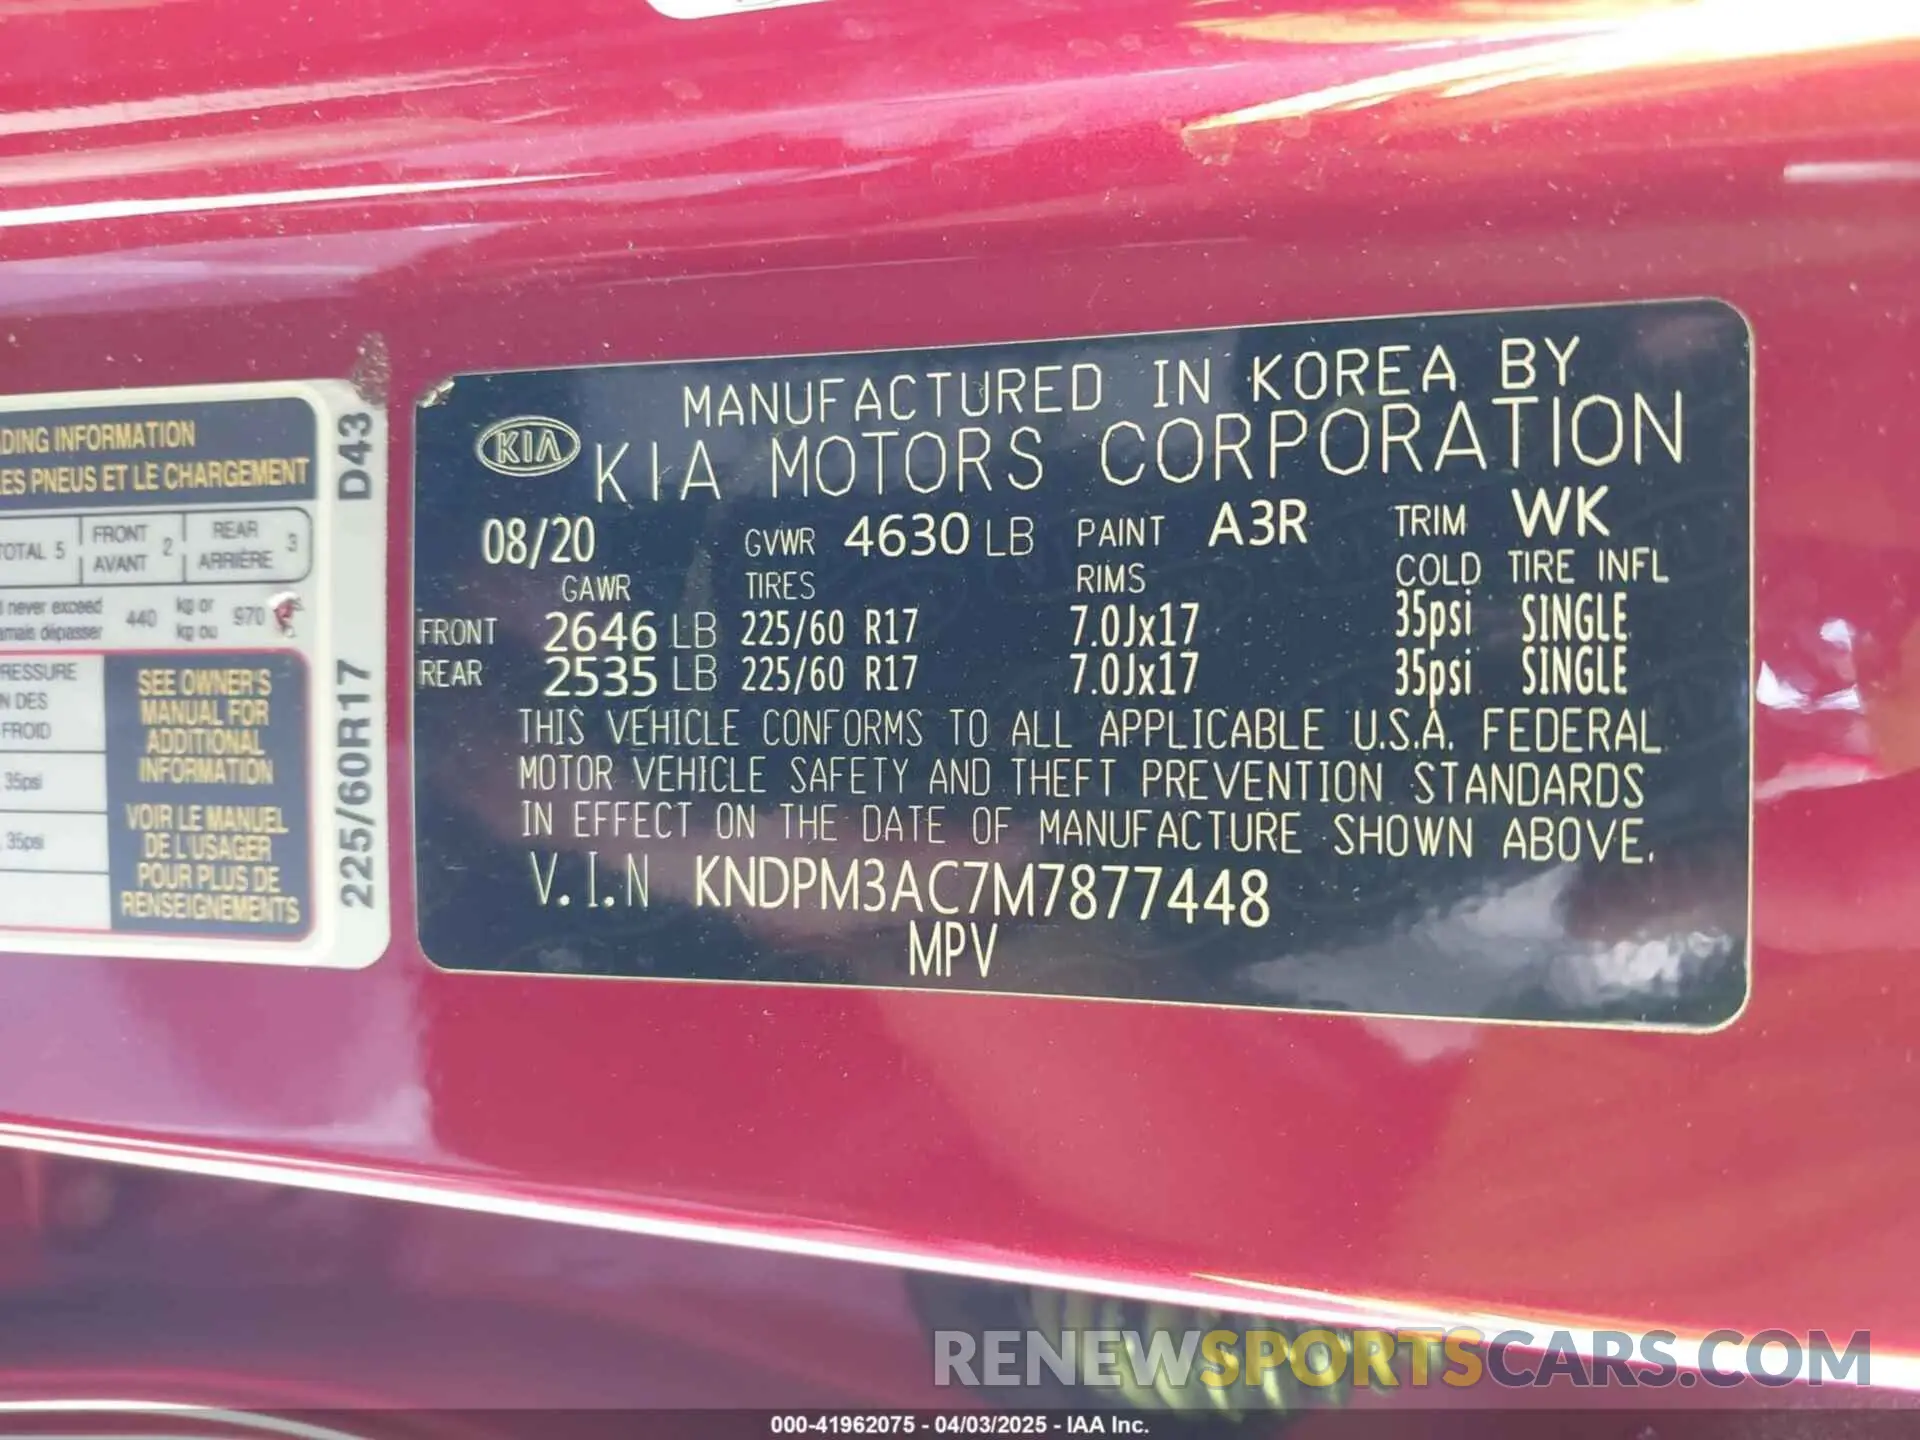 DING INFORMATION
ES PNEUS ET LE CHARGEMENT
D43
TOTAL 5 FRONT AVANT 2 REAR ARRIÈRE 3
never exceed 440 kg or 970
jamais dépasser kg ou
RESSURE
N DES
FROID
35psi
35psi
SEE OWNER'S
MANUAL FOR
ADDITIONAL
INFORMATION
VOIR LE MANUEL
DE L'USAGER
POUR PLUS DE
RENSEIGNEMENTS
225/60R17
KIA
MANUFACTURED IN KOREA BY
KIA MOTORS CORPORATION
08/20 GVWR 4630 LB PAINT A3R TRIM WK
GAWR TIRES RIMS COLD TIRE INFL
FRONT 2646 LB 225/60 R17 7.0Jx17 35psi SINGLE
REAR 2535 LB 225/60 R17 7.0Jx17 35psi SINGLE
THIS VEHICLE CONFORMS TO ALL APPLICABLE U.S.A. FEDERAL
MOTOR VEHICLE SAFETY AND THEFT PREVENTION STANDARDS
IN EFFECT ON THE DATE OF MANUFACTURE SHOWN ABOVE.
V.I.N KNDPM3AC7M7877448
MPV
RENEWSPORTSCARS.COM
000-41962075 - 04/03/2025 - IAA Inc.